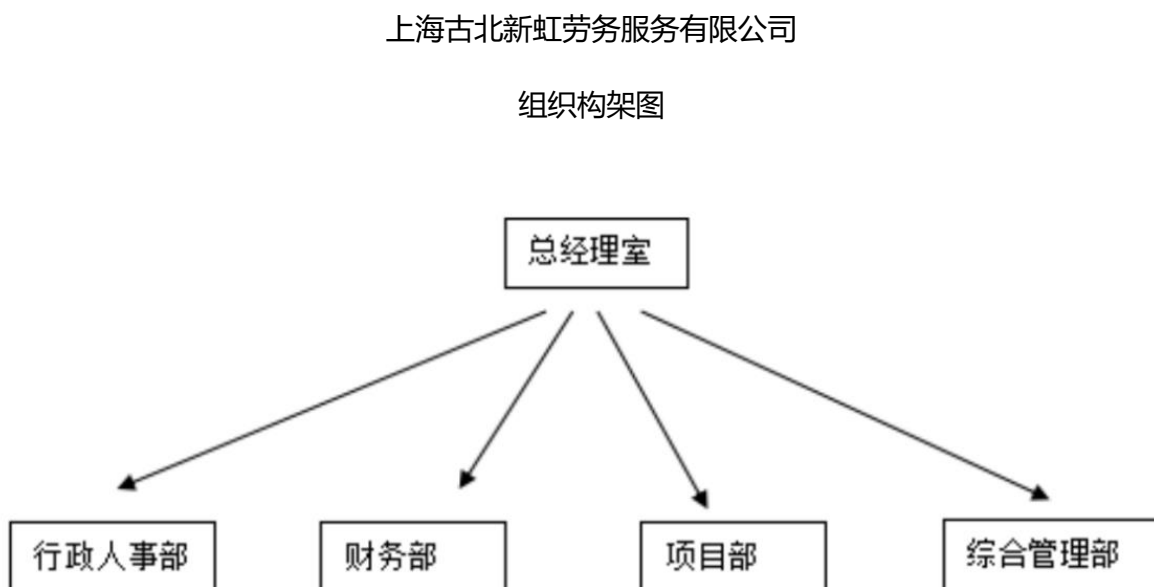 上海古北新虹劳务服务有限公司
组织构架图
总经理室
行政人事部
财务部
项目部
综合管理部